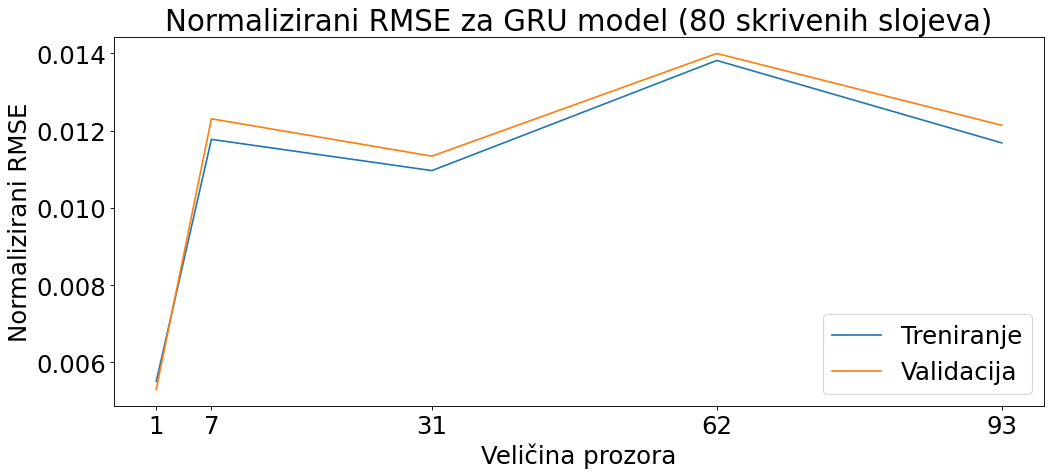 Normalizirani RMSE za GRU model (80 skrivenih slojeva)
Normalizirani RMSE
0.014
0.012
0.010
0.008
0.006
Treniranje
Validacija
1 7 31 62 93
Veličina prozora